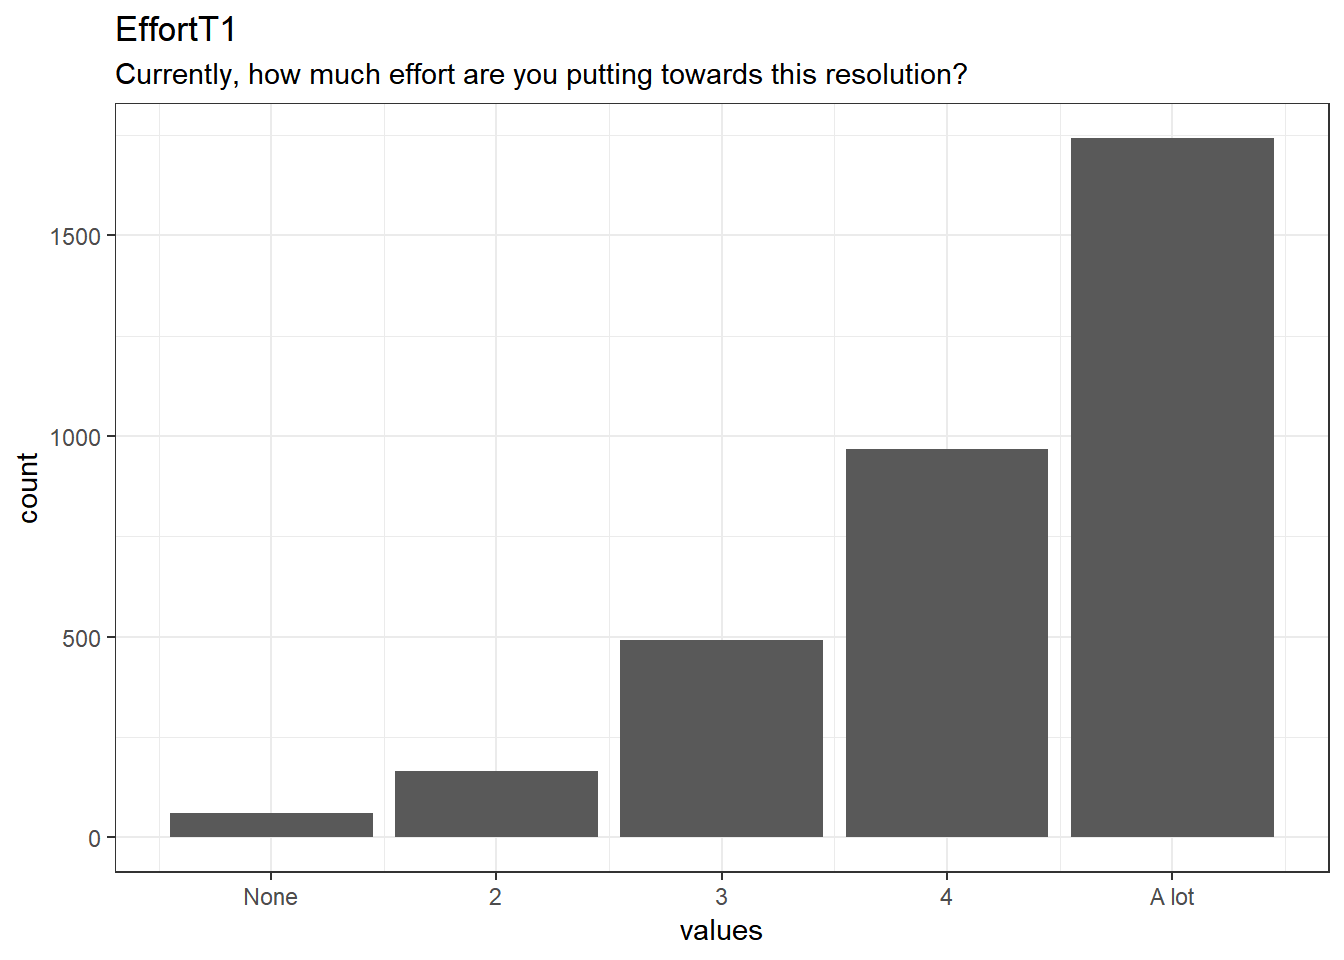 EffortT1
Currently, how much effort are you putting towards this resolution?
1500
1000
500
0
count
None 2 3 4 A lot
values